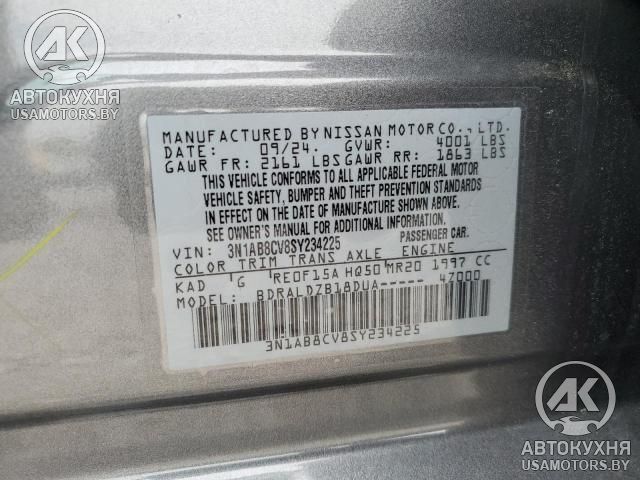 AK
АВТОКУХНЯ
USAMOTORS.BY
MANUFACTURED BY NISSAN MOTOR CO., LTD.
DATE: 09/24. GVWR: 4001 LBS
GAWR FR: 2161 LBS GAWR RR: 1863 LBS
THIS VEHICLE CONFORMS TO ALL APPLICABLE FEDERAL MOTOR
VEHICLE SAFETY, BUMPER AND THEFT PREVENTION STANDARDS
IN EFFECT ON THE DATE OF MANUFACTURE SHOWN ABOVE.
SEE OWNER'S MANUAL FOR ADDITIONAL INFORMATION.
VIN: 3N1AB8CV8SY234225 PASSENGER CAR.
COLOR TRIM TRANS AXLE ENGINE
KAD G RE0F15A HQ50 MR20 1997 CC
MODEL: BDRALDZB18DUA----- 47000
3N1AB8CV8SY234225
AK
АВТОКУХНЯ
USAMOTORS.BY